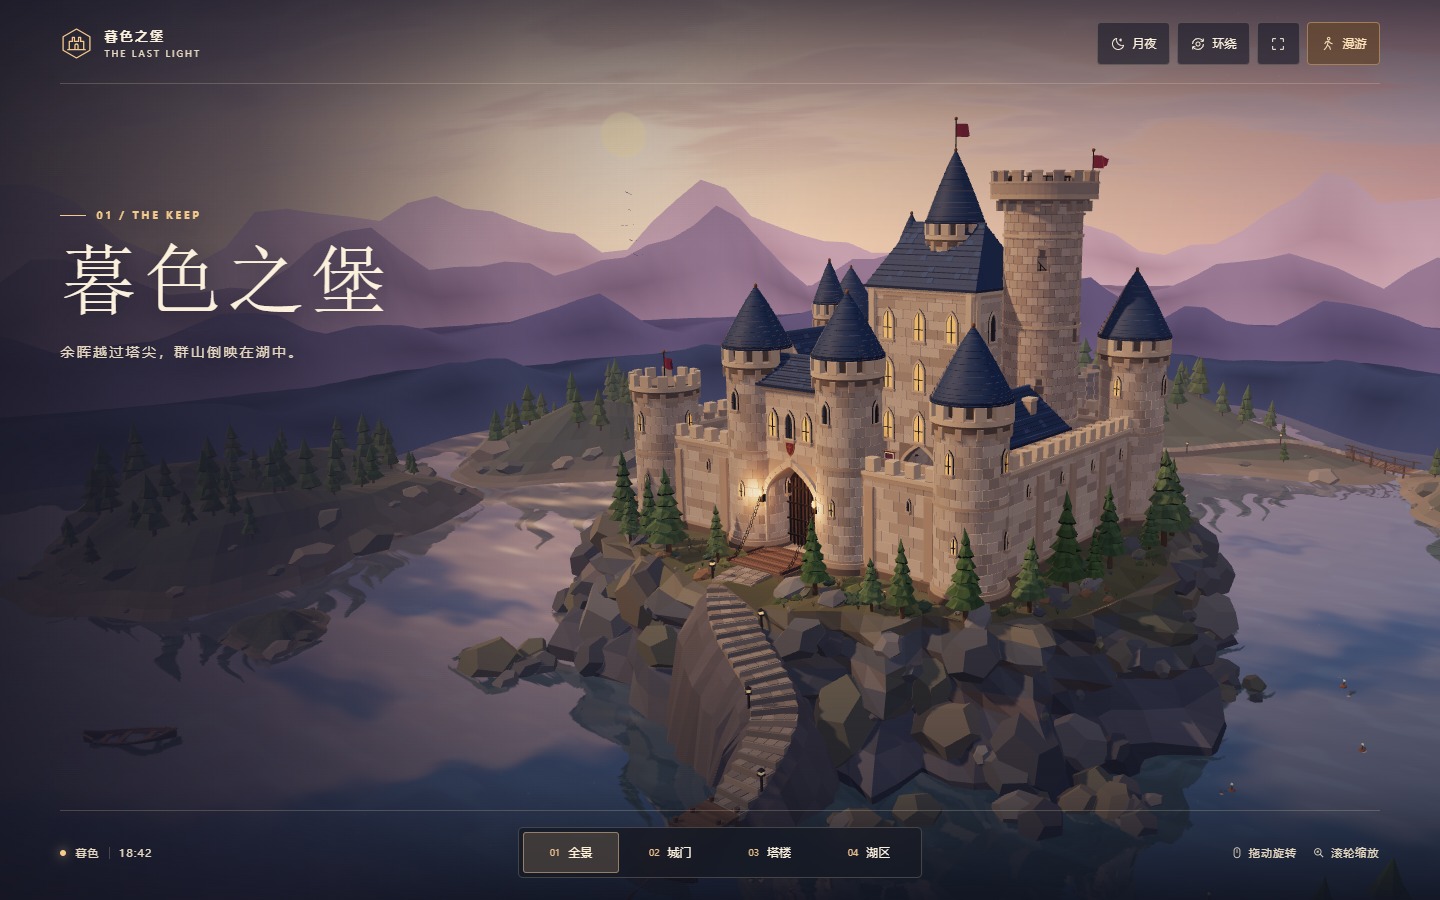 暮色之堡
THE LAST LIGHT
月夜
环绕
漫游
01 / THE KEEP
暮色之堡
余晖越过塔尖，群山倒映在湖中。
暮色
18:42
01 全景
02 城门
03 塔楼
04 湖区
拖动旋转
滚轮缩放